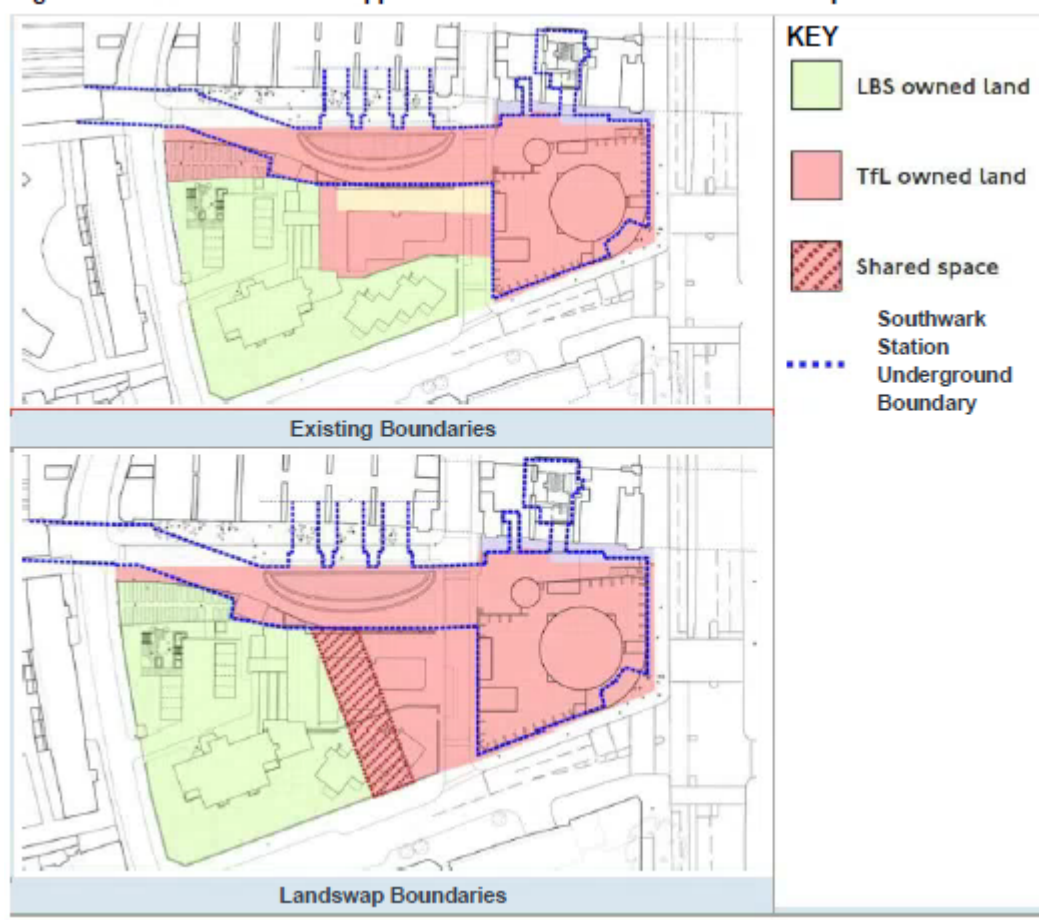 KEY
LBS owned land
TfL owned land
Shared space
Southwark
Station
Underground
Boundary
Existing Boundaries
Landswap Boundaries